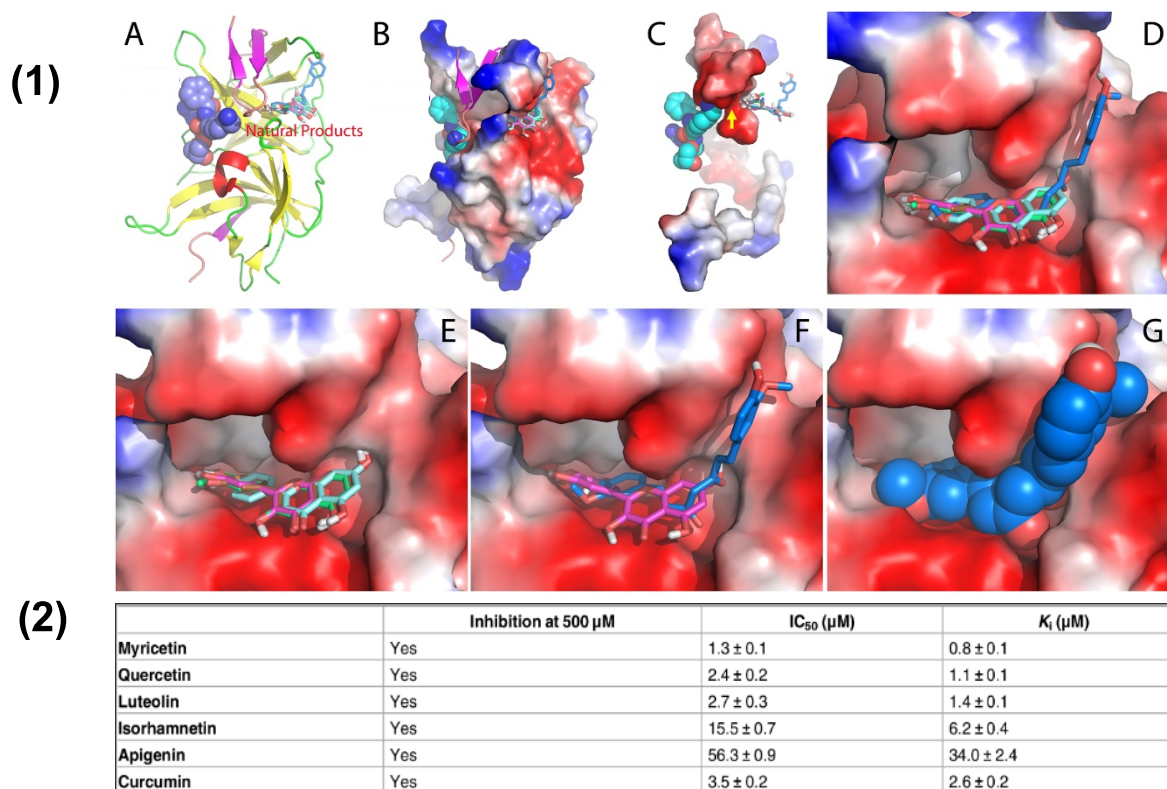 (1)
A
B
C
D
Natural Products
E
F
G
(2)
Inhibition at 500 µM IC₅₀ (µM) Kᵢ (µM)
Myricetin Yes 1.3 ± 0.1 0.8 ± 0.1
Quercetin Yes 2.4 ± 0.2 1.1 ± 0.1
Luteolin Yes 2.7 ± 0.3 1.4 ± 0.1
Isorhamnetin Yes 15.5 ± 0.7 6.2 ± 0.4
Apigenin Yes 56.3 ± 0.9 34.0 ± 2.4
Curcumin Yes 3.5 ± 0.2 2.6 ± 0.2